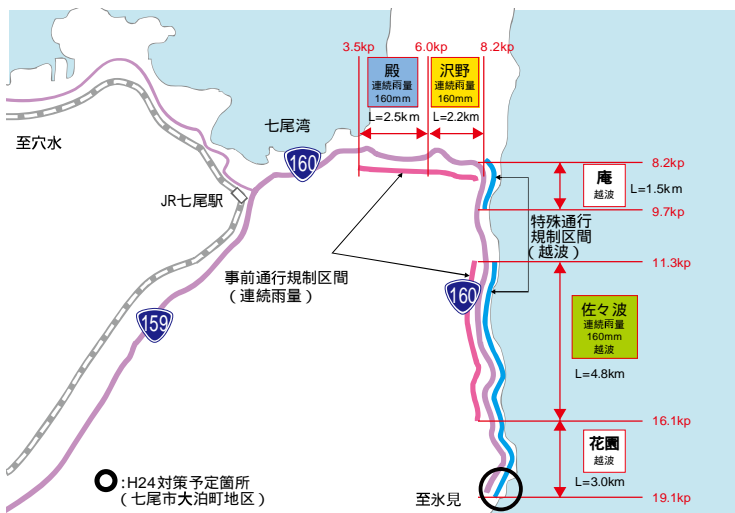 3.5kp
6.0kp
8.2kp
殿
連続雨量
160mm
沢野
連続雨量
160mm
L=2.5km
L=2.2km
七尾湾
至穴水
160
8.2kp
庵
越波
L=1.5km
9.7kp
JR七尾駅
特殊通行
規制区間
(越波)
11.3kp
事前通行規制区間
(連続雨量)
160
159
佐々波
連続雨量
160mm
越波
L=4.8km
16.1kp
花園
越波
L=3.0km
19.1kp
:H24対策予定箇所
(七尾市大泊町地区)
至氷見